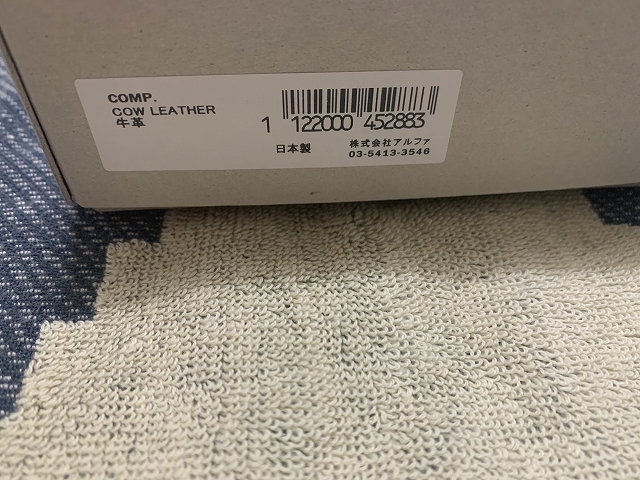 COMP.
COW LEATHER
牛革
1 122000 452883
日本製
株式会社アルファ
03-5413-3546